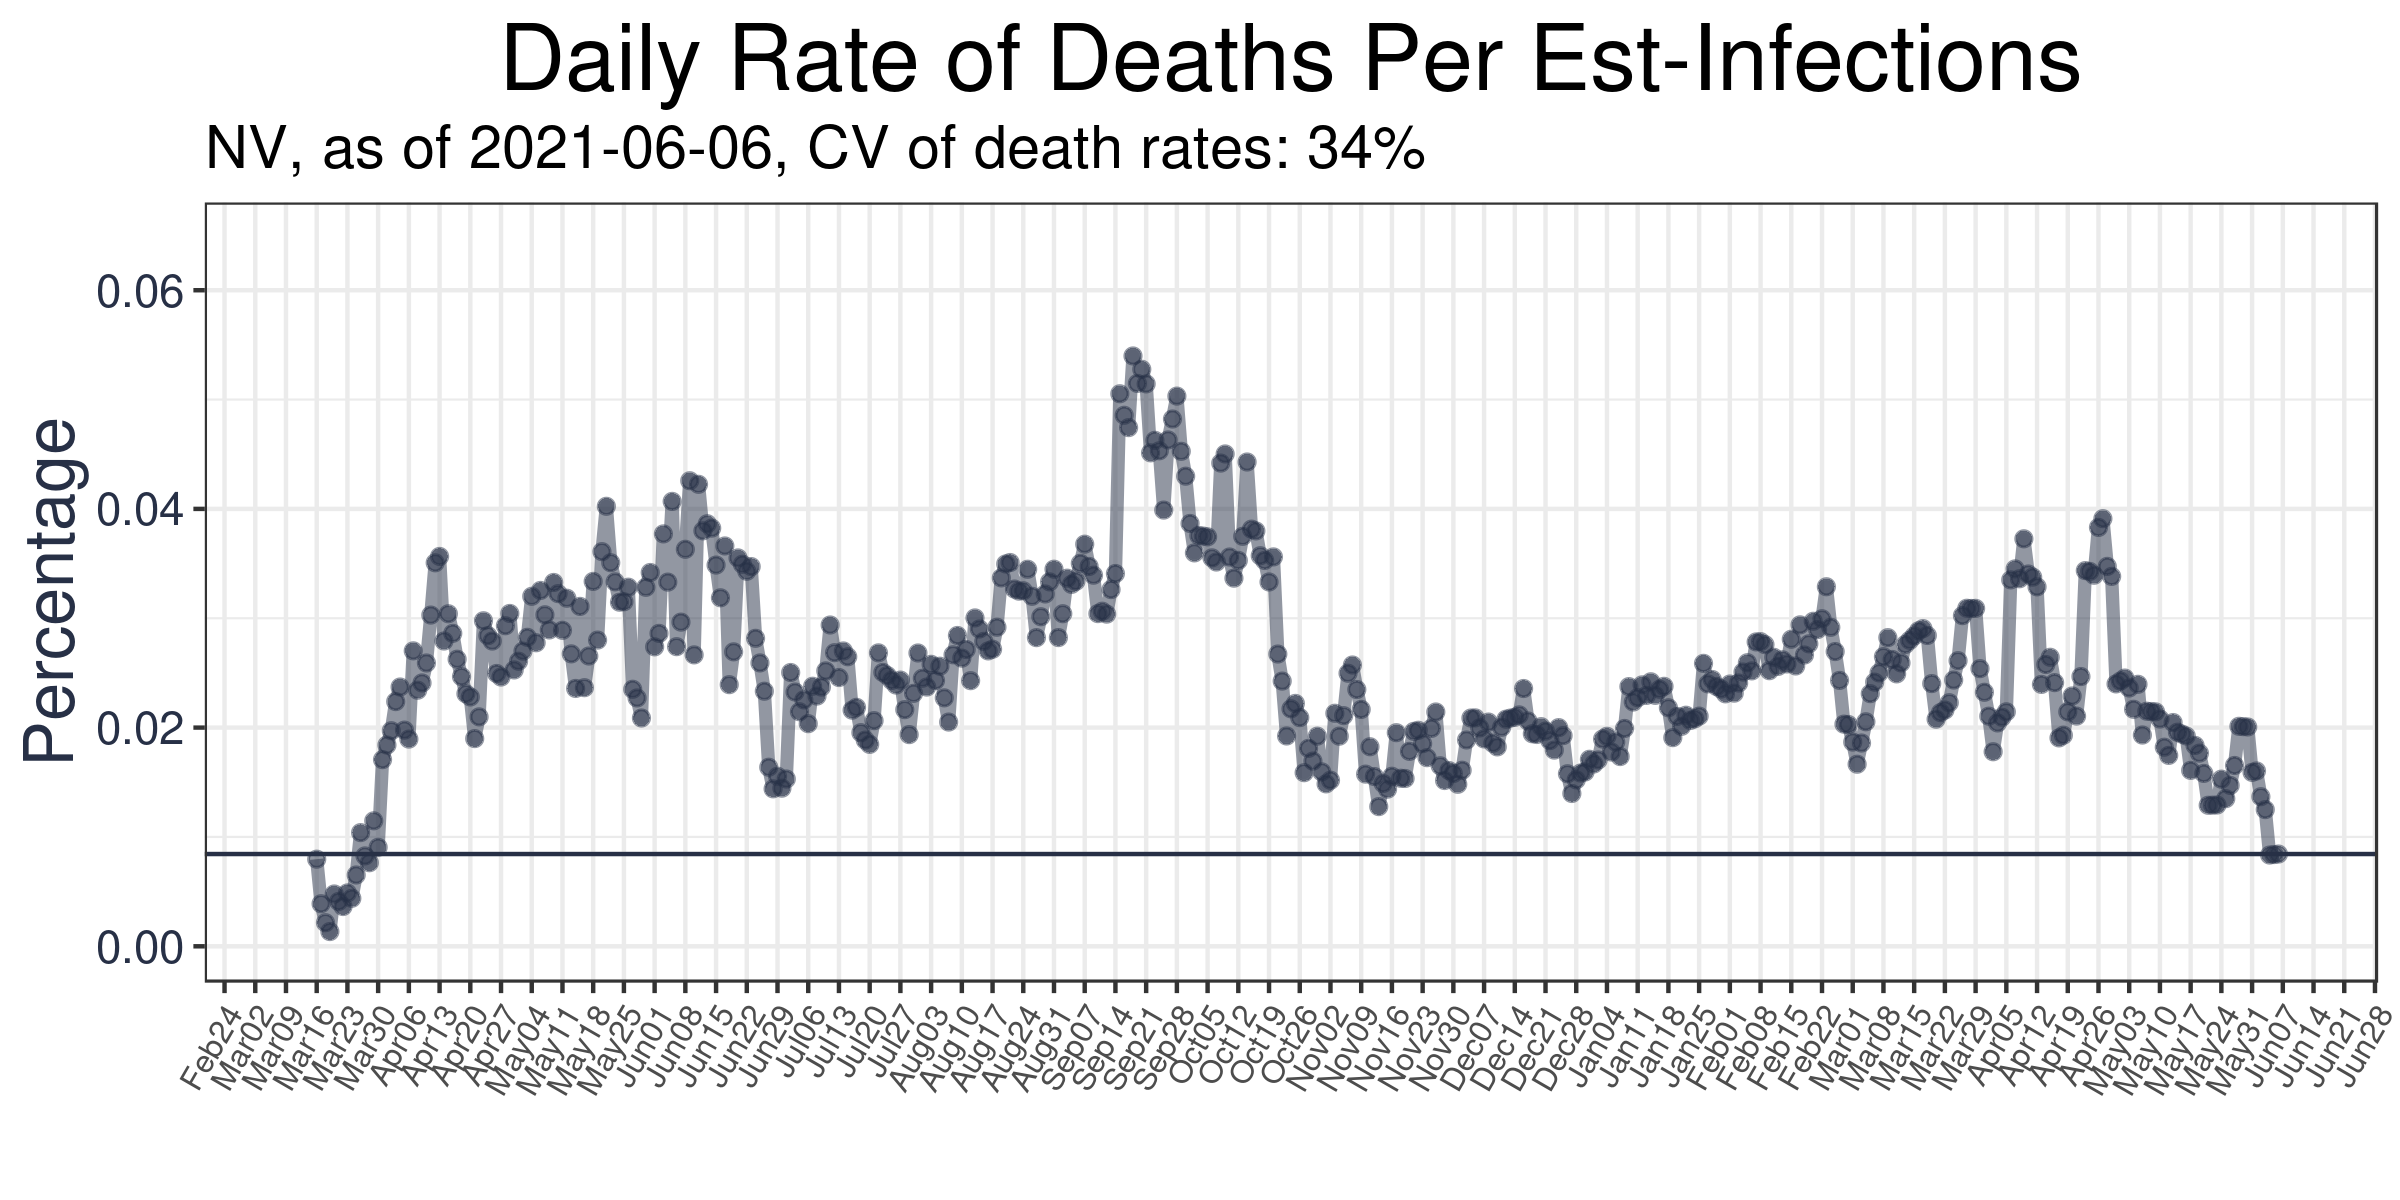 Daily Rate of Deaths Per Est-Infections
NV, as of 2021-06-06, CV of death rates: 34%
Percentage
0.06
0.04
0.02
0.00
Feb24
Mar02
Mar09
Mar16
Mar23
Mar30
Apr06
Apr13
Apr20
Apr27
May04
May11
May18
May25
Jun01
Jun08
Jun15
Jun22
Jun29
Jul06
Jul13
Jul20
Jul27
Aug03
Aug10
Aug17
Aug24
Aug31
Sep07
Sep14
Sep21
Sep28
Oct05
Oct12
Oct19
Oct26
Nov02
Nov09
Nov16
Nov23
Nov30
Dec07
Dec14
Dec21
Dec28
Jan04
Jan11
Jan18
Jan25
Feb01
Feb08
Feb15
Feb22
Mar01
Mar08
Mar15
Mar22
Mar29
Apr05
Apr12
Apr19
Apr26
May03
May10
May17
May24
May31
Jun07
Jun14
Jun21
Jun28